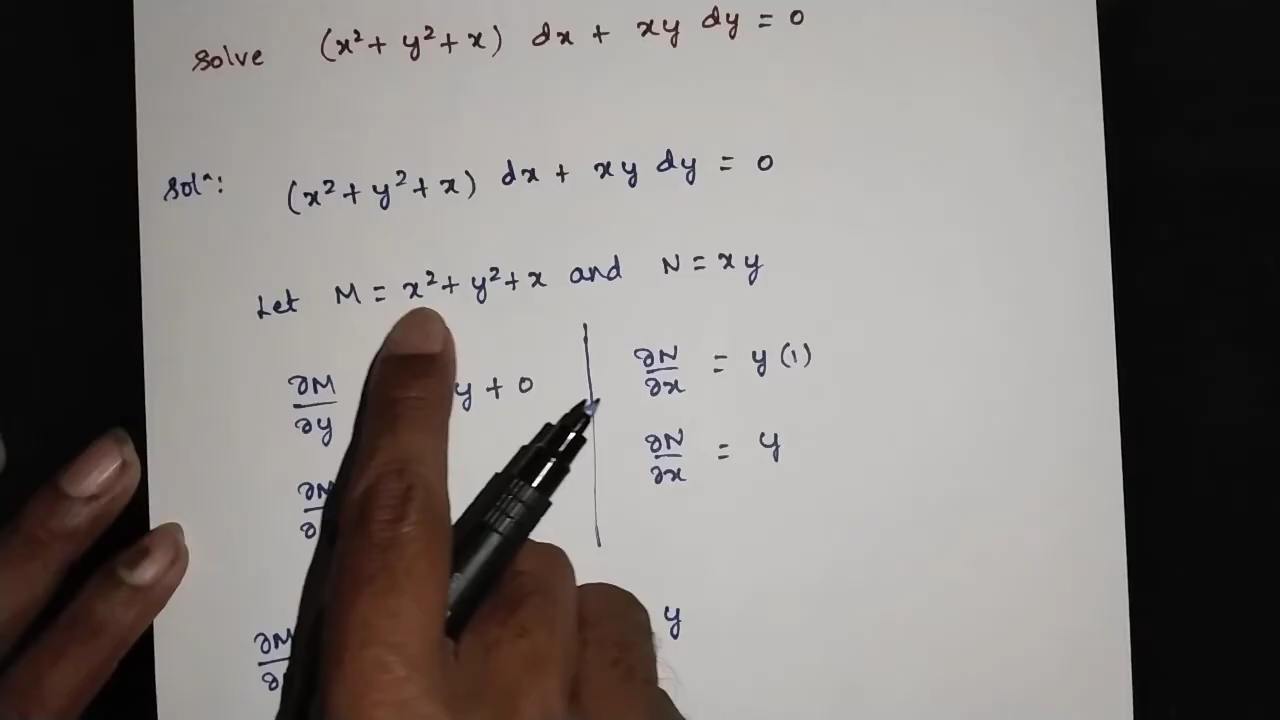 Solve (x² + y² + x) dx + xy dy = 0
Solⁿ: (x² + y² + x) dx + xy dy = 0
Let M = x² + y² + x and N = xy
∂M/∂y y + 0
∂N/∂x = y (1)
∂N/∂x = y
∂M y